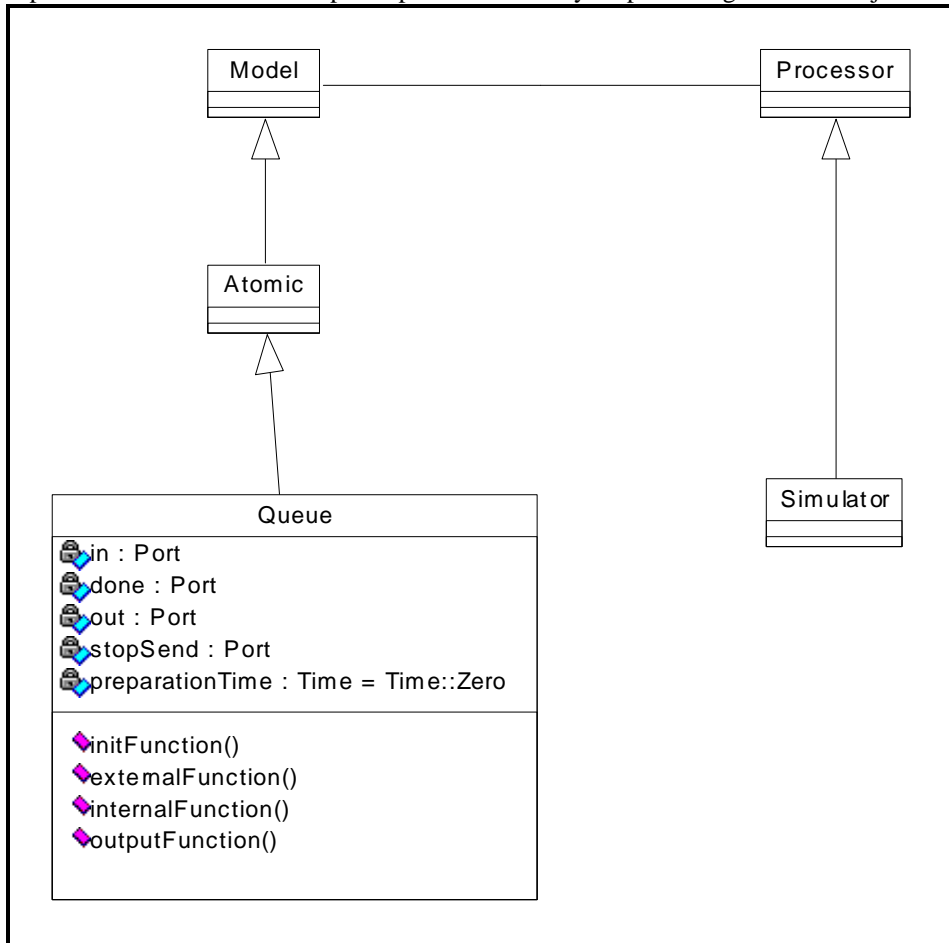 Model
Processor
Atomic
Simulator
Queue
in : Port
done : Port
out : Port
stopSend : Port
preparationTime : Time = Time::Zero
initFunction()
externalFunction()
internalFunction()
outputFunction()